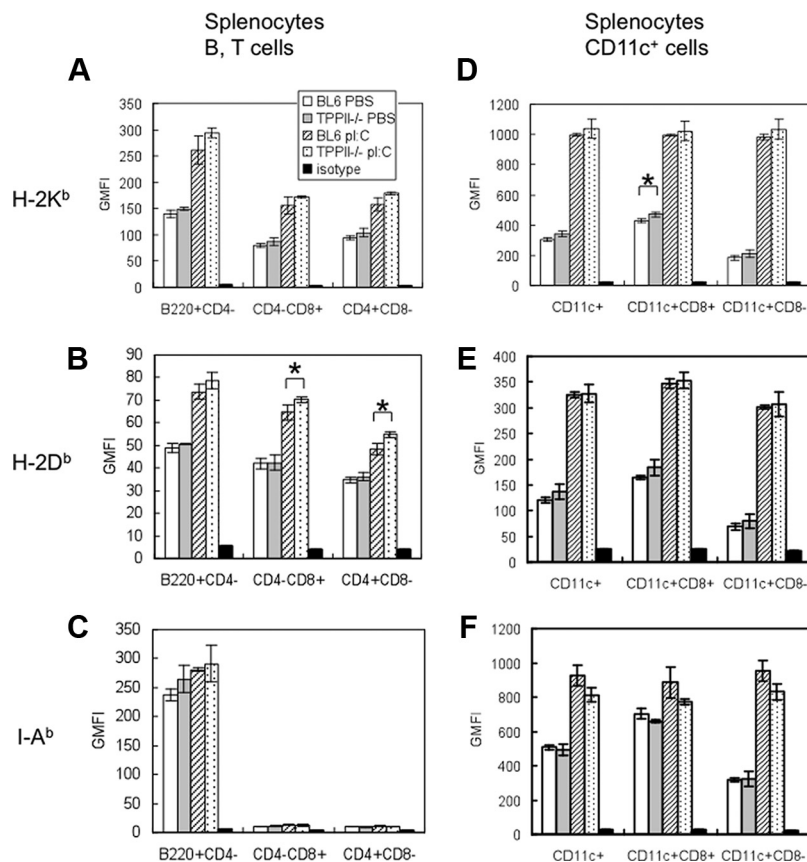 Splenocytes
B, T cells
Splenocytes
CD11c+ cells
A
GMFI
350
300
250
200
150
100
50
0
BL6 PBS
TPPII-/- PBS
BL6 pI:C
TPPII-/- pI:C
isotype
B220+CD4-
CD4-CD8+
CD4+CD8-
H-2Kb
D
GMFI
1200
1000
800
600
400
200
0
*
CD11c+
CD11c+CD8+
CD11c+CD8-
B
GMFI
90
80
70
60
50
40
30
20
10
0
*
*
B220+CD4-
CD4-CD8+
CD4+CD8-
H-2Db
E
GMFI
400
350
300
250
200
150
100
50
0
CD11c+
CD11c+CD8+
CD11c+CD8-
C
GMFI
350
300
250
200
150
100
50
0
B220+CD4-
CD4-CD8+
CD4+CD8-
I-Ab
F
GMFI
1200
1000
800
600
400
200
0
CD11c+
CD11c+CD8+
CD11c+CD8-